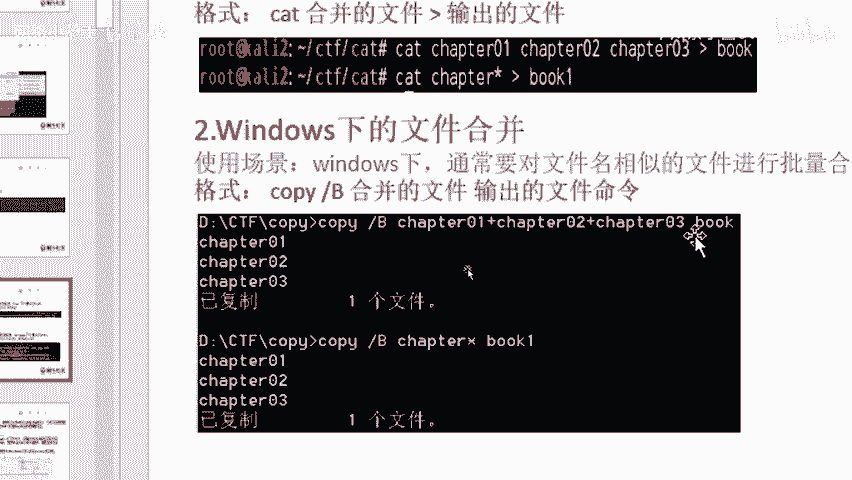 格式： cat 合并的文件 > 输出的文件
root@kali2:~/ctf/cat# cat chapter01 chapter02 chapter03 > book
root@kali2:~/ctf/cat# cat chapter* > book1
2.Windows下的文件合并
使用场景：windows下，通常要对文件名相似的文件进行批量合
格式： copy /B 合并的文件 输出的文件命令
D:\CTF\copy>copy /B chapter01+chapter02+chapter03 book
chapter01
chapter02
chapter03
已复制         1 个文件。
D:\CTF\copy>copy /B chapter* book1
chapter01
chapter02
chapter03
已复制         1 个文件。